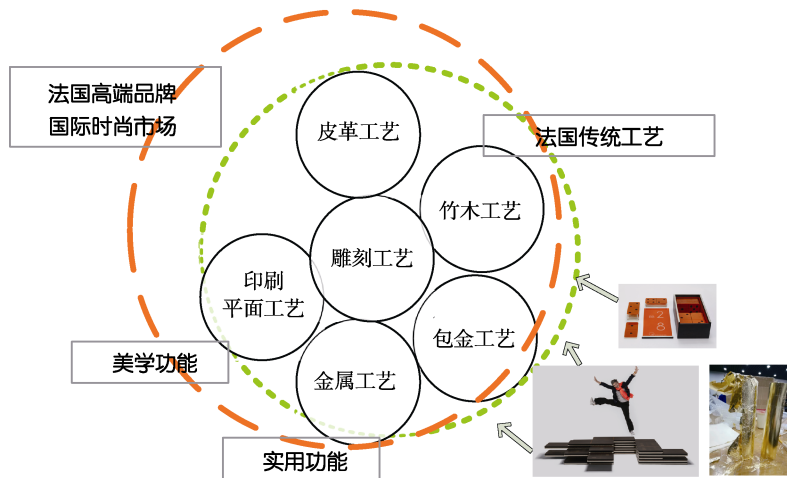 法国高端品牌
国际时尚市场
皮革工艺
法国传统工艺
竹木工艺
雕刻工艺
印刷
平面工艺
包金工艺
美学功能
金属工艺
实用功能
2
8